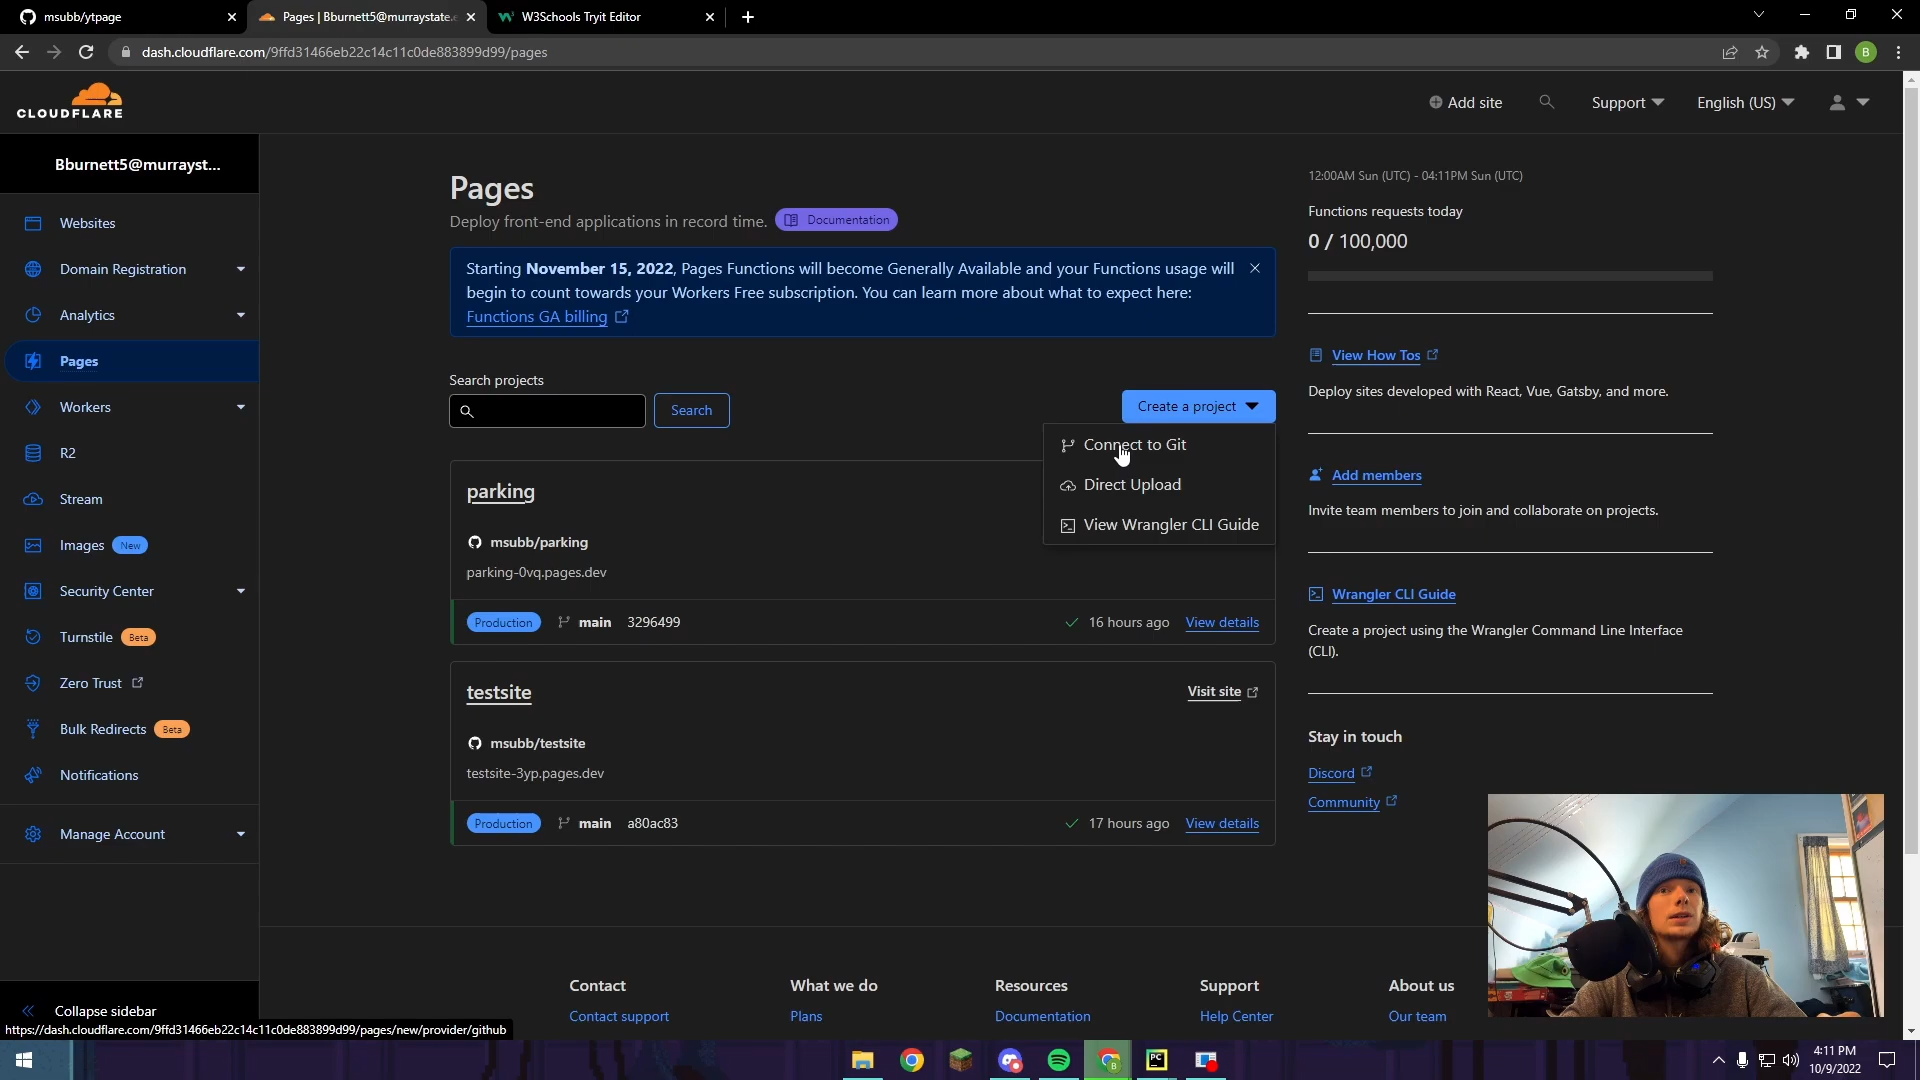 msubb/ytpage
Pages | Bburnett5@murraystate.e
W3Schools Tryit Editor
dash.cloudflare.com/9ffd31466eb22c14c11c0de883899d99/pages
B
CLOUDFLARE
Add site
Support
English (US)
Bburnett5@murrayst...
Websites
Domain Registration
Analytics
Pages
Workers
R2
Stream
Images New
Security Center
Turnstile Beta
Zero Trust
Bulk Redirects Beta
Notifications
Manage Account
Collapse sidebar
Pages
Deploy front-end applications in record time. Documentation
Starting November 15, 2022, Pages Functions will become Generally Available and your Functions usage will
begin to count towards your Workers Free subscription. You can learn more about what to expect here:
Functions GA billing
Search projects
Search
Create a project
Connect to Git
Direct Upload
View Wrangler CLI Guide
parking
msubb/parking
parking-0vq.pages.dev
Production main 3296499 16 hours ago View details
testsite
Visit site
msubb/testsite
testsite-3yp.pages.dev
Production main a80ac83 17 hours ago View details
12:00AM Sun (UTC) - 04:11PM Sun (UTC)
Functions requests today
0 / 100,000
View How Tos
Deploy sites developed with React, Vue, Gatsby, and more.
Add members
Invite team members to join and collaborate on projects.
Wrangler CLI Guide
Create a project using the Wrangler Command Line Interface
(CLI).
Stay in touch
Discord
Community
Contact
Contact support
What we do
Plans
Resources
Documentation
Support
Help Center
About us
Our team
https://dash.cloudflare.com/9ffd31466eb22c14c11c0de883899d99/pages/new/provider/github
PC
4:11 PM
10/9/2022